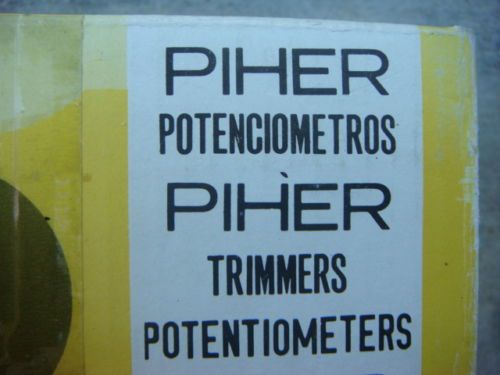 PIHER
POTENCIOMETROS
PIHER
TRIMMERS
POTENTIOMETERS